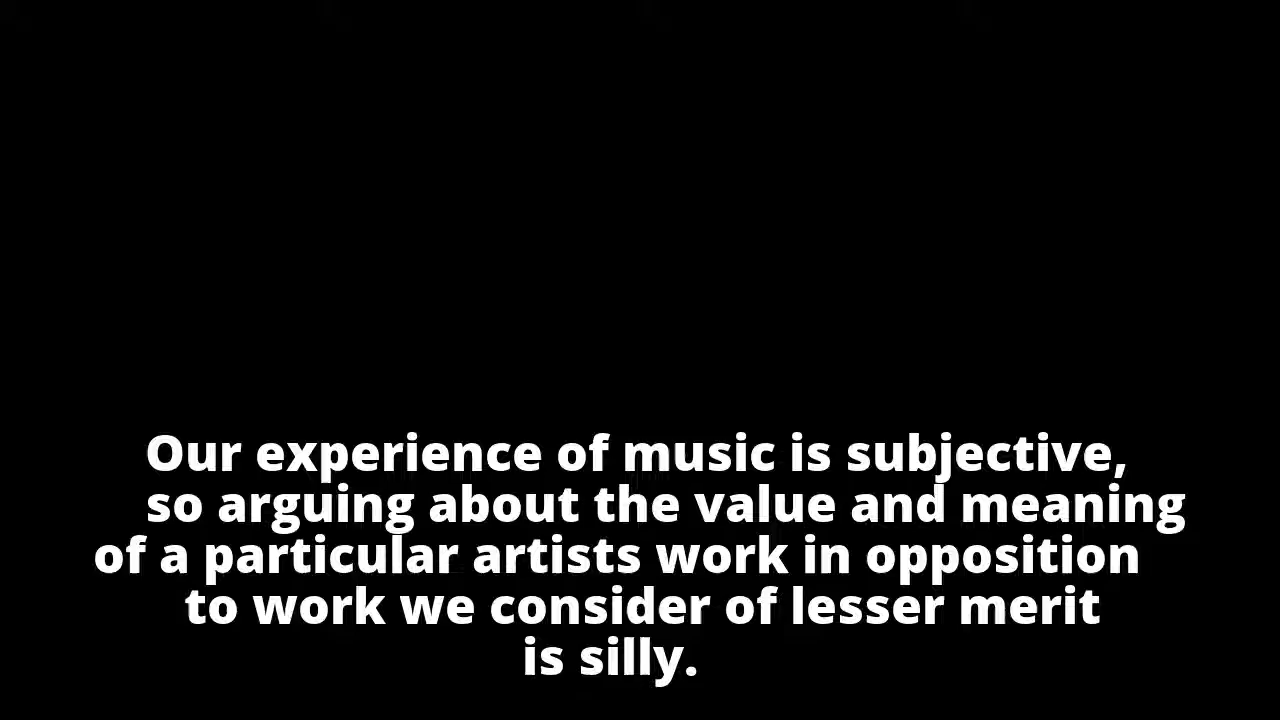 Our experience of music is subjective,
so arguing about the value and meaning
of a particular artists work in opposition
to work we consider of lesser merit
is silly.